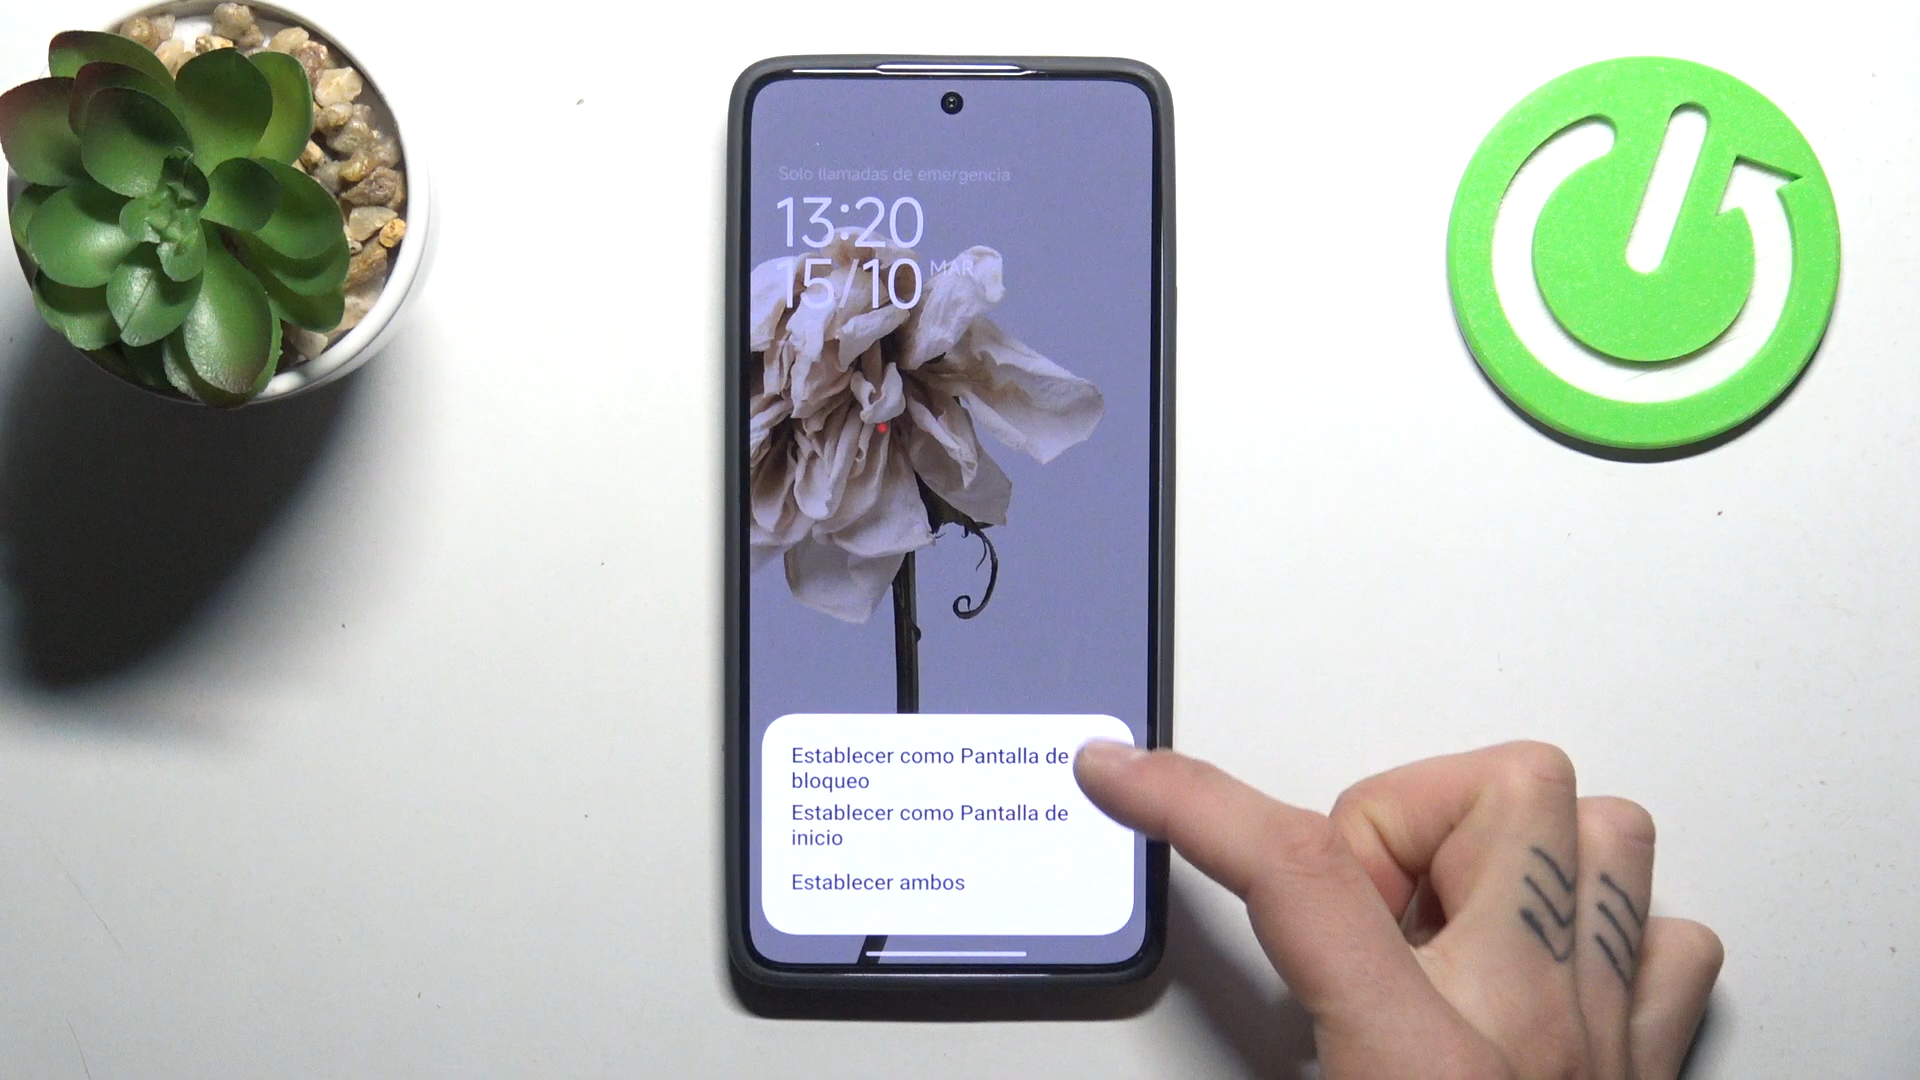 Solo llamadas de emergencia
13:20
15/10 MAR
Establecer como Pantalla de
bloqueo
Establecer como Pantalla de
inicio
Establecer ambos